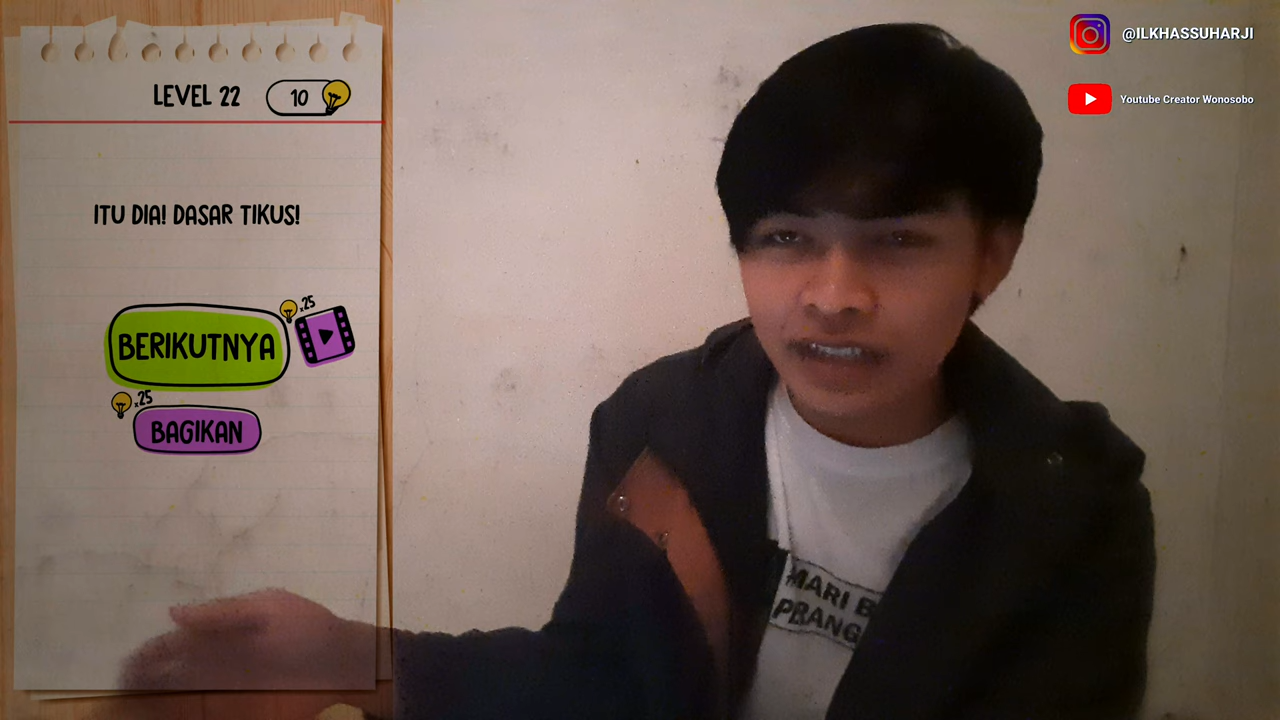 LEVEL 22
10
ITU DIA! DASAR TIKUS!
x25
BERIKUTNYA
x25
BAGIKAN
@ILKHASSUHARJI
Youtube Creator Wonosobo
MARI B
PRANG